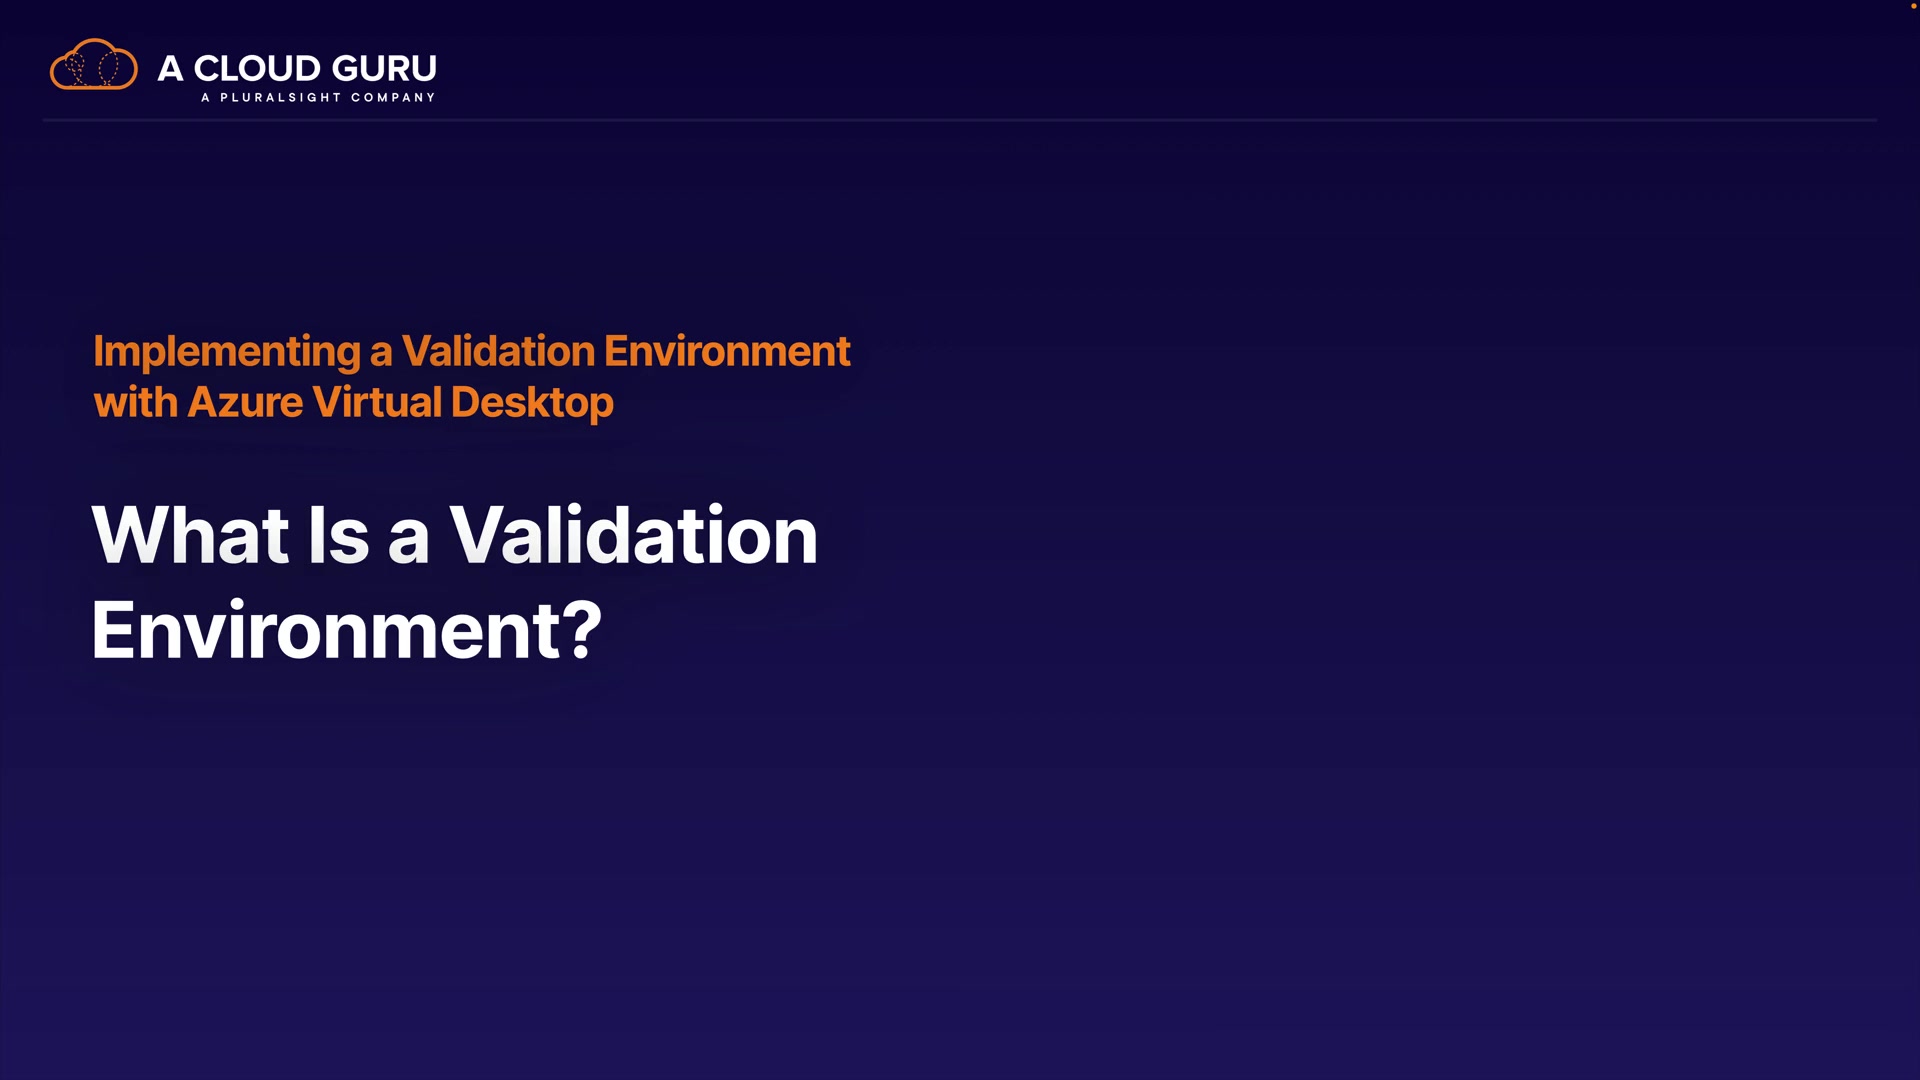 A CLOUD GURU
A PLURALSIGHT COMPANY
Implementing a Validation Environment
with Azure Virtual Desktop
What Is a Validation
Environment?